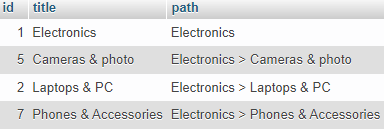 id title path
1 Electronics Electronics
5 Cameras & photo Electronics > Cameras & photo
2 Laptops & PC Electronics > Laptops & PC
7 Phones & Accessories Electronics > Phones & Accessories